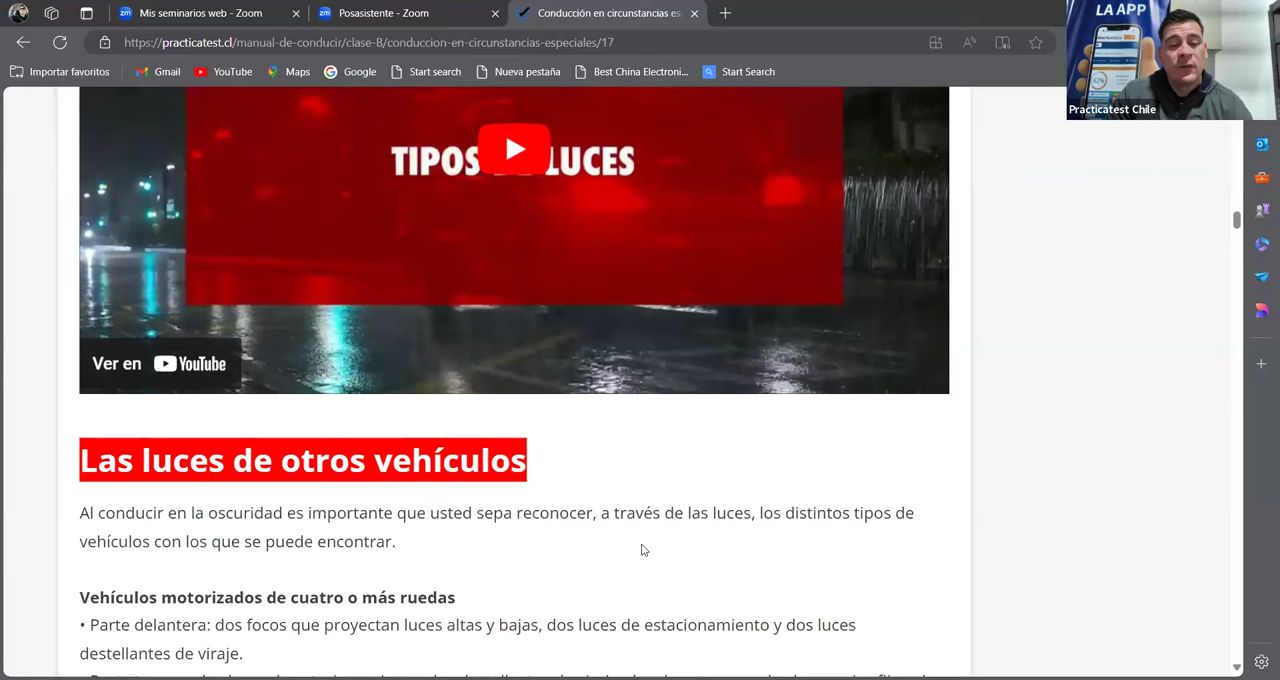 Mis seminarios web - Zoom
Posasistente - Zoom
Conducción en circunstancias es
https://practicatest.cl/manual-de-conducir/clase-B/conduccion-en-circunstancias-especiales/17
Importar favoritos
Gmail
YouTube
Maps
Google
Start search
Nueva pestaña
Best China Electroni...
Start Search
LA APP
62%
Practicatest Chile
TIPOS DE LUCES
Ver en YouTube
Las luces de otros vehículos
Al conducir en la oscuridad es importante que usted sepa reconocer, a través de las luces, los distintos tipos de
vehículos con los que se puede encontrar.
Vehículos motorizados de cuatro o más ruedas
• Parte delantera: dos focos que proyectan luces altas y bajas, dos luces de estacionamiento y dos luces
destellantes de viraje.